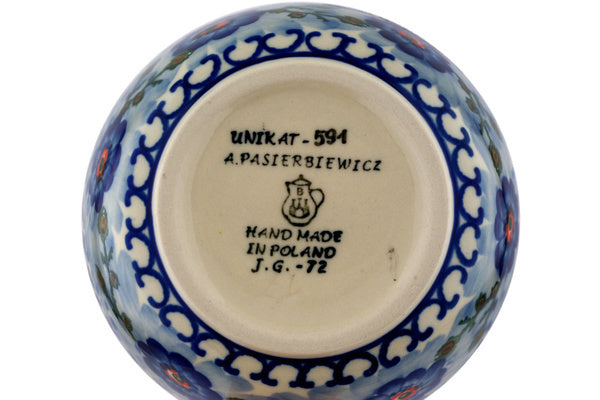 UNIKAT-591
A.PASIERBIEWICZ
B
HAND MADE
IN POLAND
J.G.-72